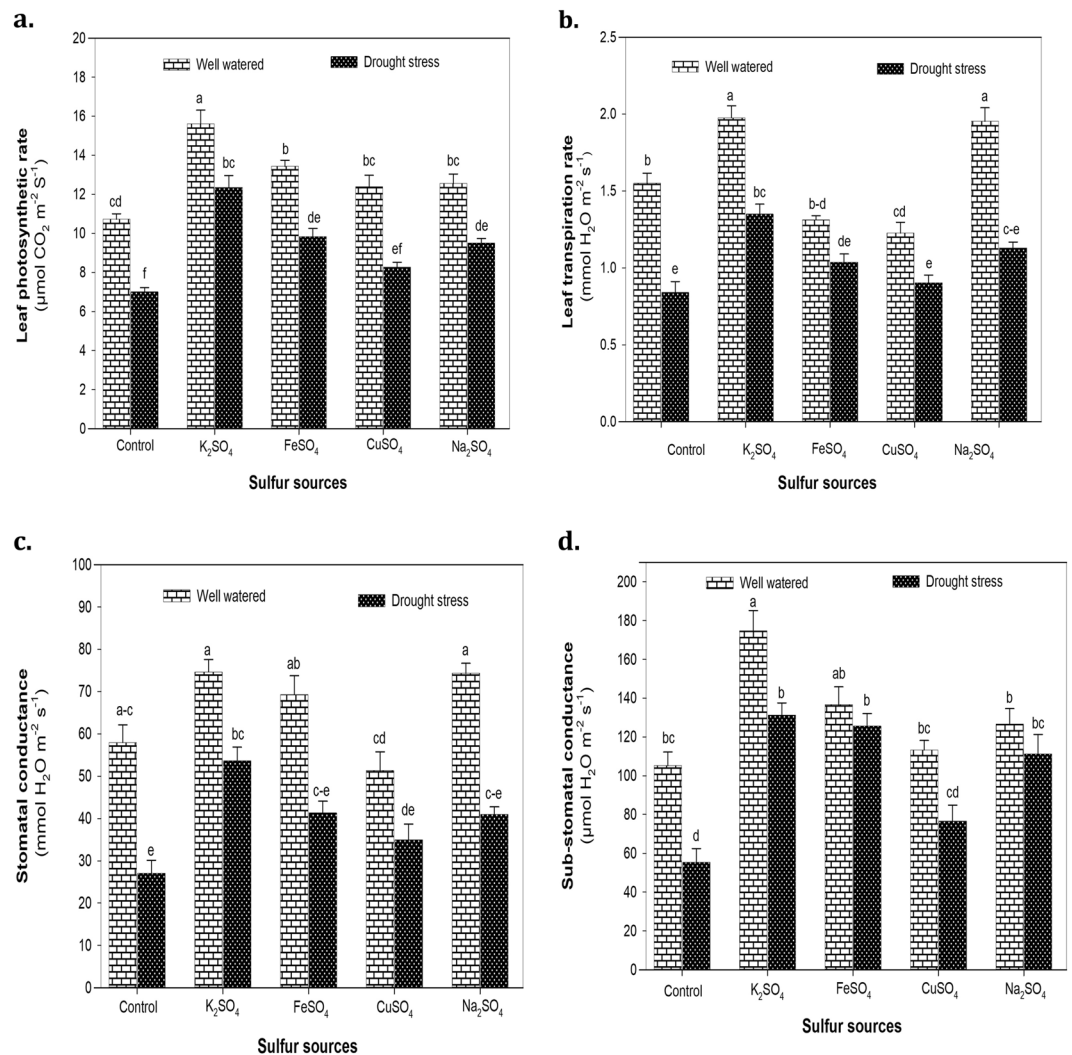 a.
Leaf photosynthetic rate
(µmol CO₂ m⁻² S⁻¹)
20
18
16
14
12
10
8
6
4
2
0
Well watered
Drought stress
cd
f
a
bc
b
de
bc
ef
bc
de
Control
K₂SO₄
FeSO₄
CuSO₄
Na₂SO₄
Sulfur sources
b.
Leaf transpiration rate
(mmol H₂O m⁻² s⁻¹)
2.5
2.0
1.5
1.0
0.5
0.0
Well watered
Drought stress
b
e
a
bc
b-d
de
cd
e
a
c-e
Control
K₂SO₄
FeSO₄
CuSO₄
Na₂SO₄
Sulfur sources
c.
Stomatal conductance
(mmol H₂O m⁻² s⁻¹)
100
90
80
70
60
50
40
30
20
10
0
Well watered
Drought stress
a-c
e
a
bc
ab
c-e
cd
de
a
c-e
Control
K₂SO₄
FeSO₄
CuSO₄
Na₂SO₄
Sulfur sources
d.
Sub-stomatal conductance
(µmol H₂O m⁻² s⁻¹)
200
180
160
140
120
100
80
60
40
20
0
Well watered
Drought stress
bc
d
a
b
ab
b
bc
cd
b
bc
Control
K₂SO₄
FeSO₄
CuSO₄
Na₂SO₄
Sulfur sources